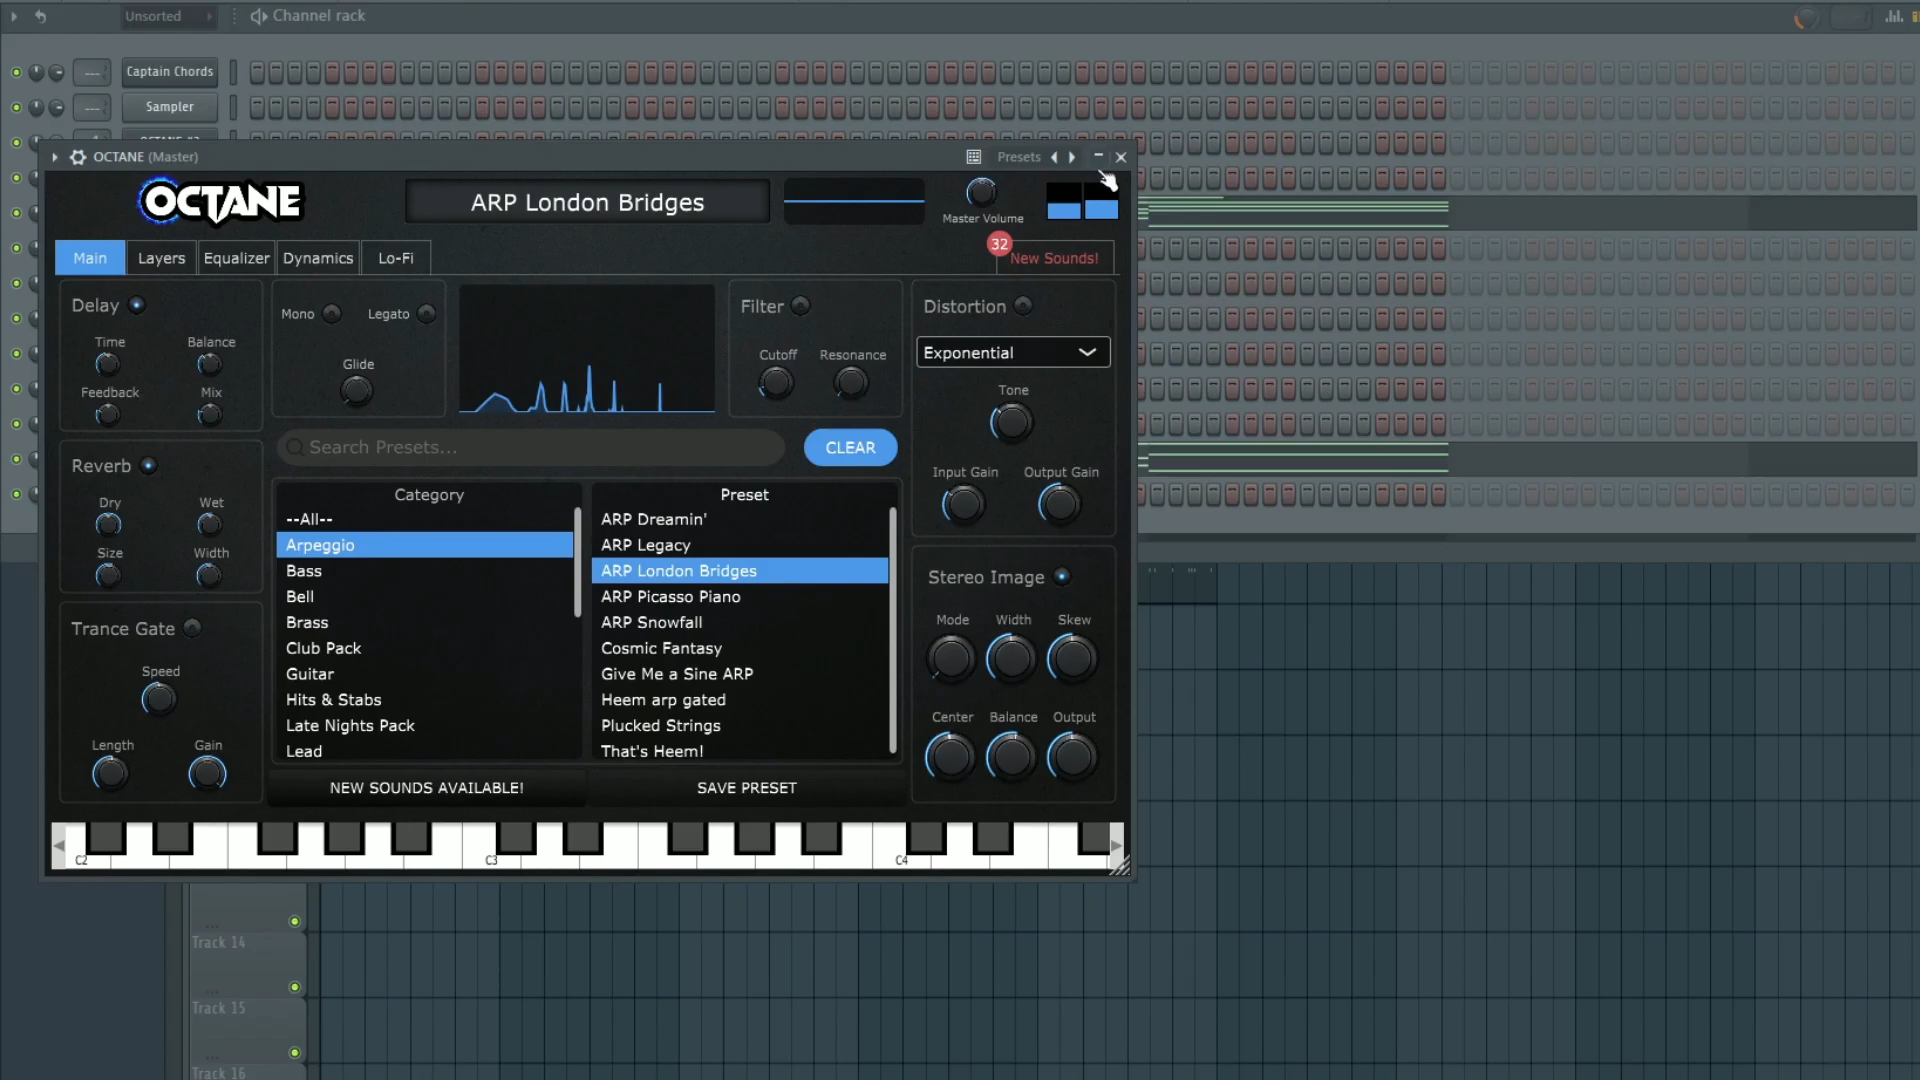 Unsorted
Channel rack
Captain Chords
Sampler
OCTANE (Master)
Presets
OCTANE
ARP London Bridges
Master Volume
Main
Layers
Equalizer
Dynamics
Lo-Fi
32
New Sounds!
Delay
Time
Balance
Feedback
Mix
Mono
Legato
Glide
Filter
Cutoff
Resonance
Distortion
Exponential
Tone
Input Gain
Output Gain
Search Presets...
CLEAR
Reverb
Dry
Wet
Size
Width
Category
--All--
Arpeggio
Bass
Bell
Brass
Club Pack
Guitar
Hits & Stabs
Late Nights Pack
Lead
Preset
ARP Dreamin'
ARP Legacy
ARP London Bridges
ARP Picasso Piano
ARP Snowfall
Cosmic Fantasy
Give Me a Sine ARP
Heem arp gated
Plucked Strings
That's Heem!
Stereo Image
Mode
Width
Skew
Center
Balance
Output
Trance Gate
Speed
Length
Gain
NEW SOUNDS AVAILABLE!
SAVE PRESET
C2
C3
C4
Track 14
Track 15
Track 16